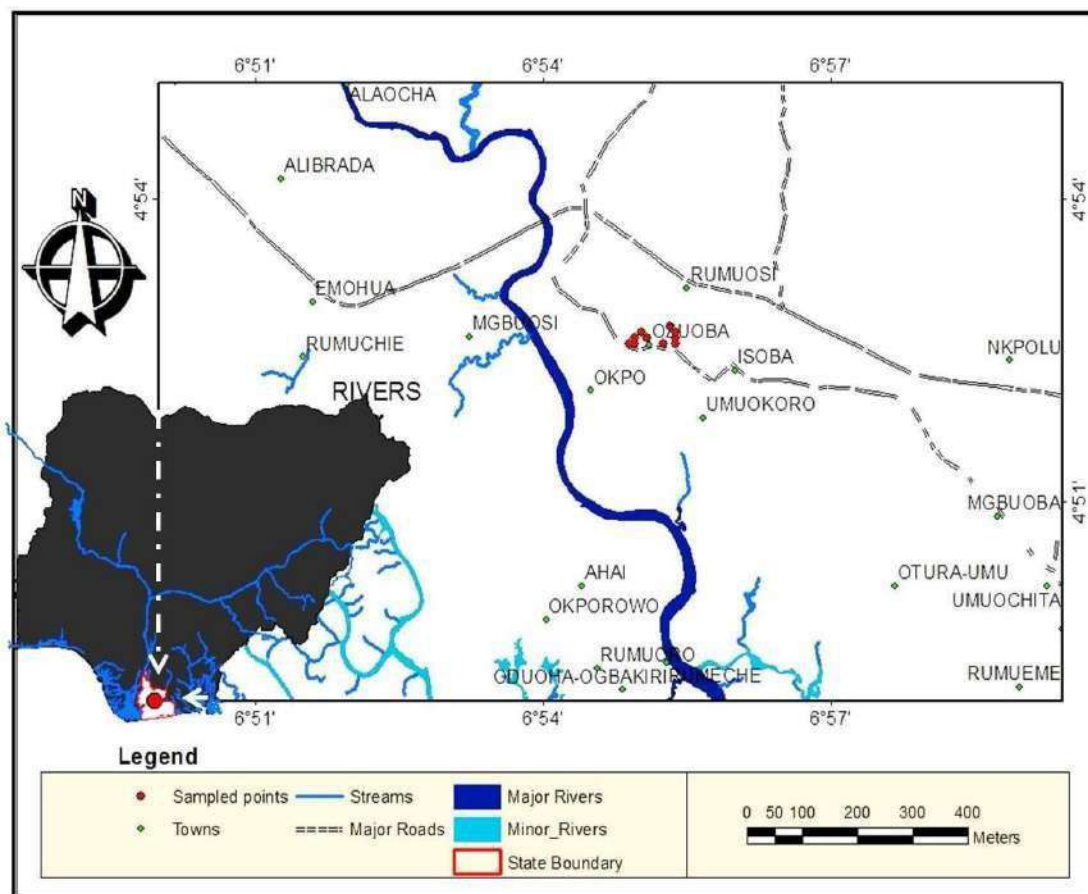 6°51' 6°54' 6°57'
ALAOCHA
ALIBRADA
4°54' 4°54'
N
RUMUOSI
EMOHUA
MGBUOSI OZUOBA
RUMUCHIE ISOBA NKPOLU
RIVERS OKPO
UMUOKORO
4°51'
MGBUOBA
AHAI OTURA-UMU
OKPOROWO UMUOCHITA
RUMUORO
RUMUEME
6°51' 6°54' 6°57'
Legend
Sampled points Streams Major Rivers 0 50 100 200 300 400
Towns Major Roads Minor_Rivers Meters
State Boundary